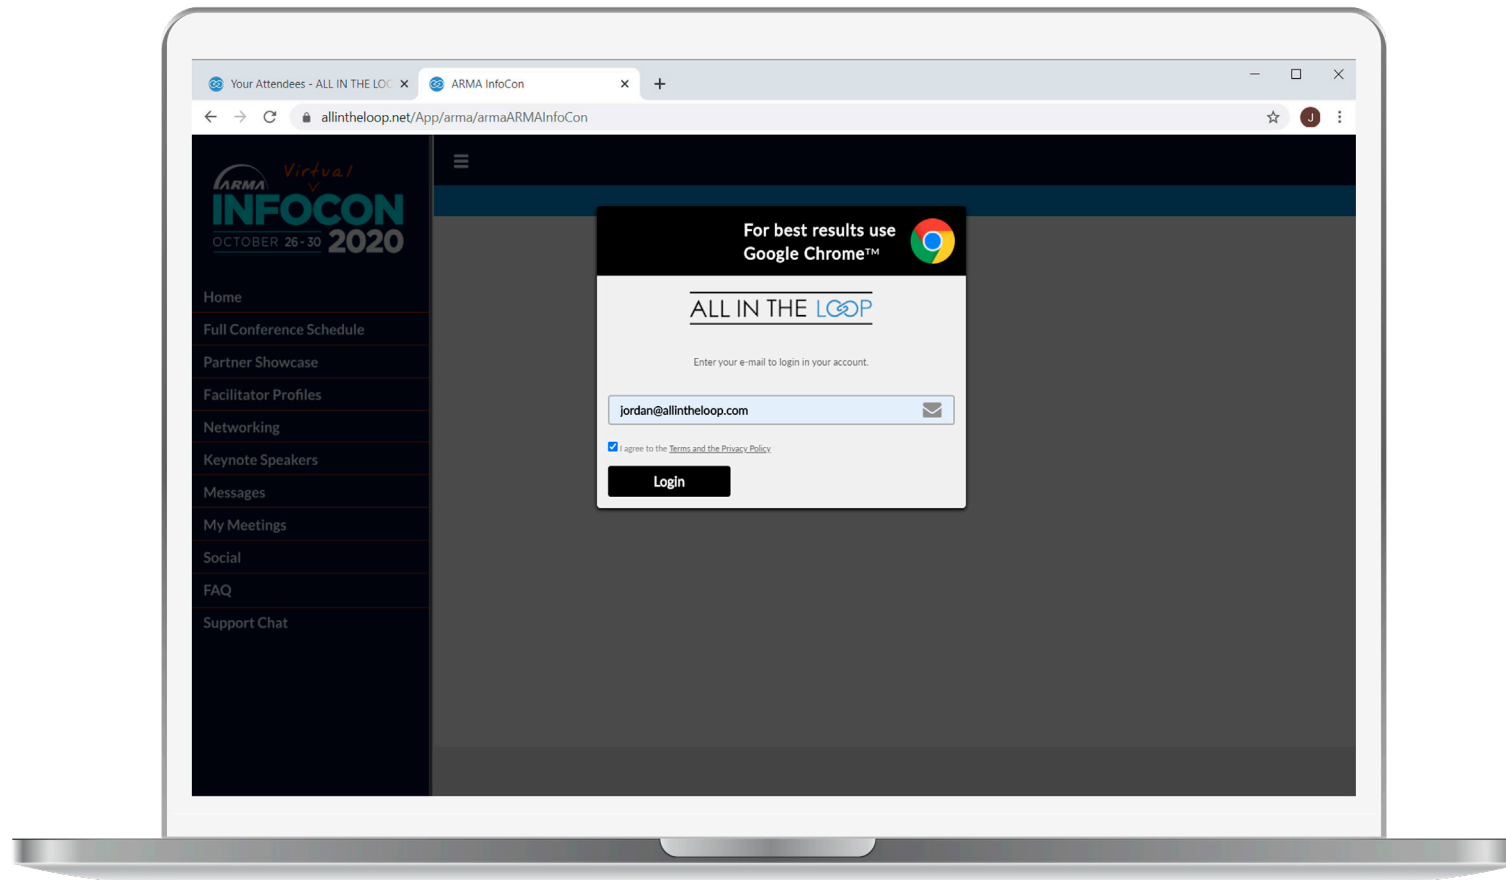 Your Attendees - ALL IN THE LOO
ARMA InfoCon
allintheloop.net/App/arma/armaARMAInfoCon
J
ARMA
Virtual
INFOCON
OCTOBER 26-30 2020
Home
Full Conference Schedule
Partner Showcase
Facilitator Profiles
Networking
Keynote Speakers
Messages
My Meetings
Social
FAQ
Support Chat
For best results use
Google Chrome™
ALL IN THE LOOP
Enter your e-mail to login in your account.
jordan@allintheloop.com
I agree to the Terms and the Privacy Policy
Login